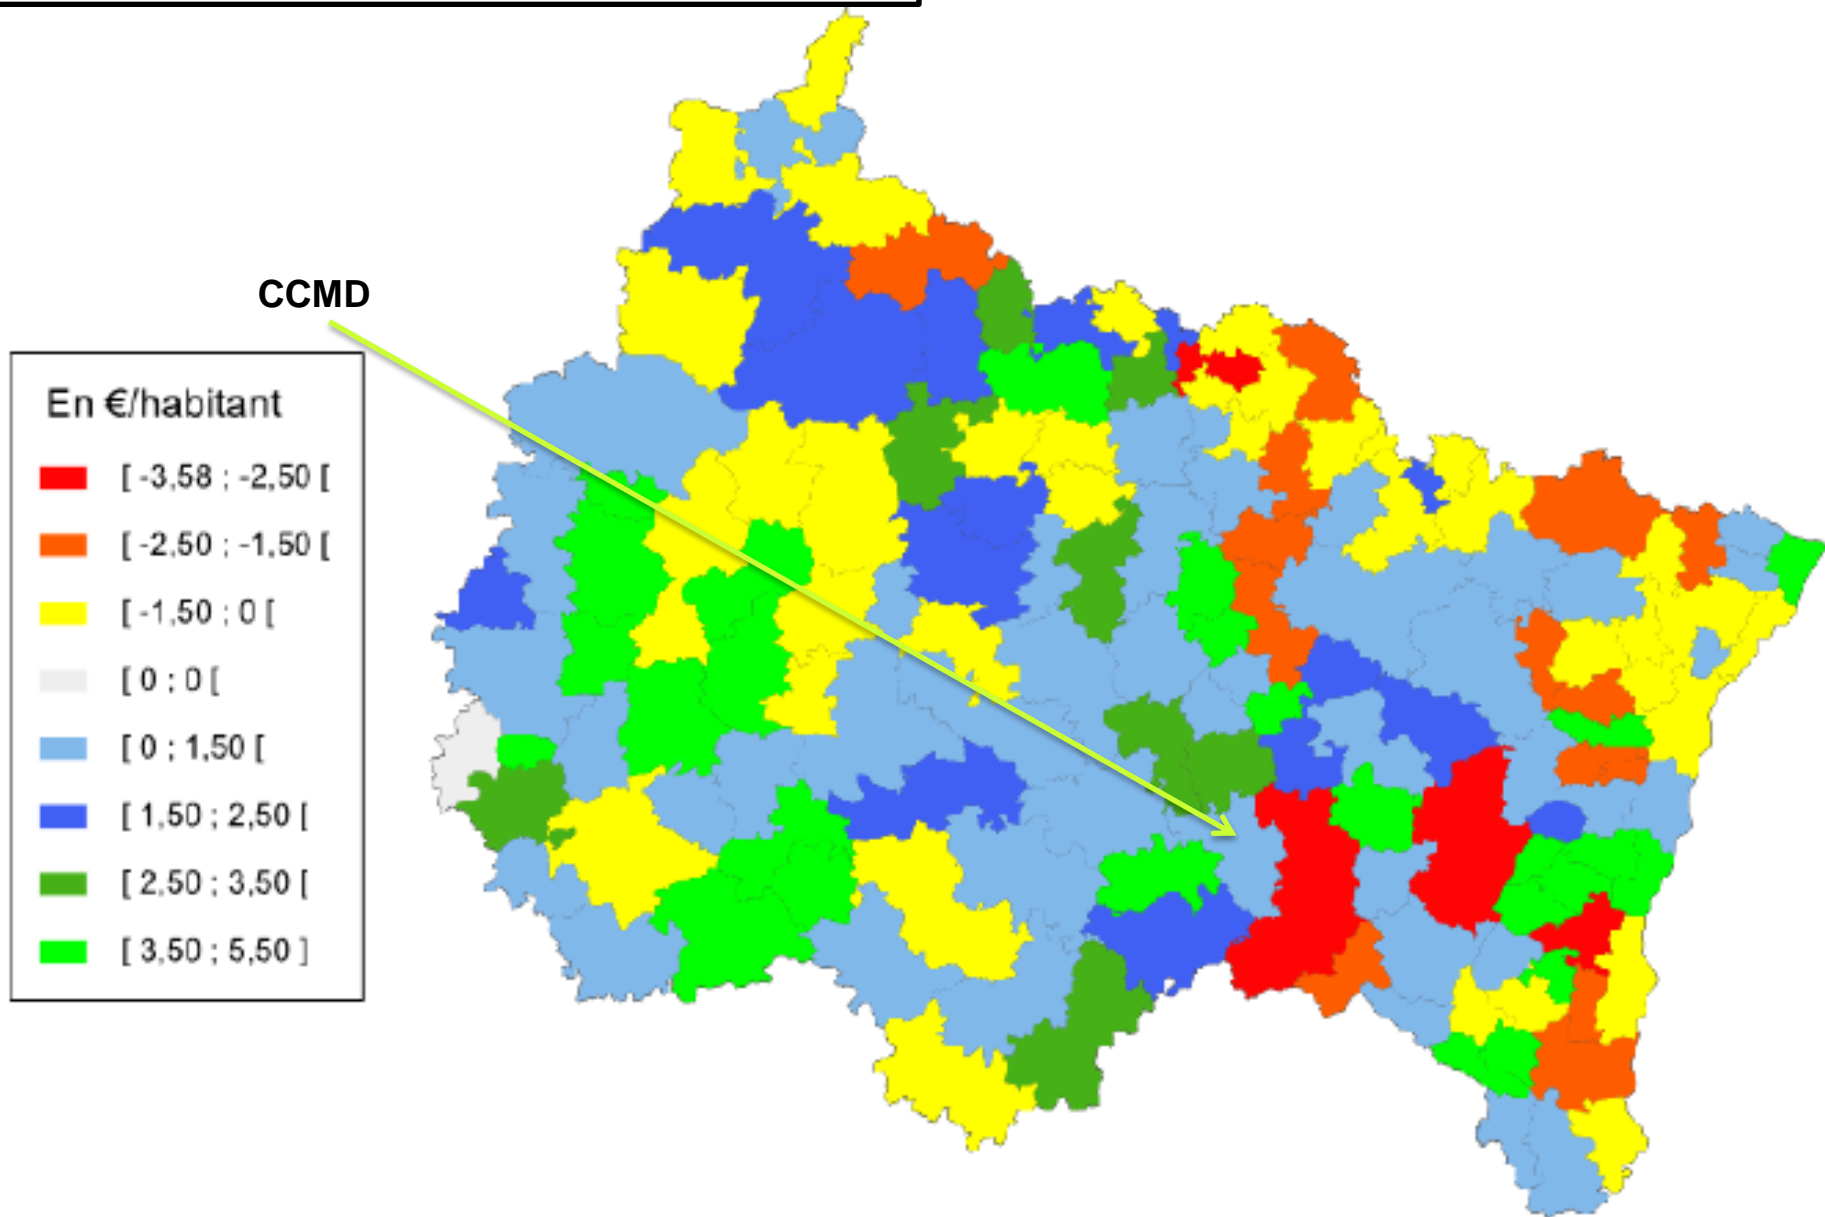 CCMD
En €/habitant
[ -3,58 ; -2,50 [
[ -2,50 ; -1,50 [
[ -1,50 ; 0 [
[ 0 ; 0 [
[ 0 ; 1,50 [
[ 1,50 ; 2,50 [
[ 2,50 ; 3,50 [
[ 3,50 ; 5,50 ]